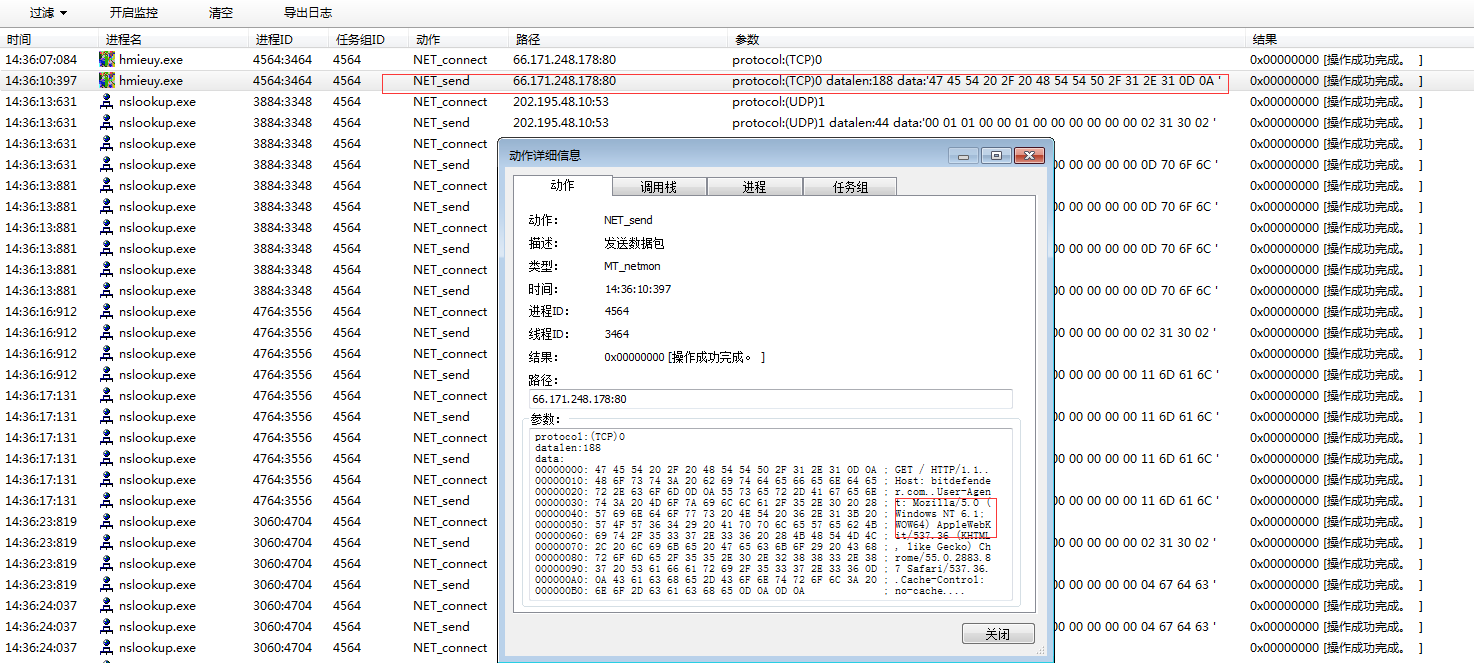 过滤 开启监控 清空 导出日志
时间 进程名 进程ID 任务组ID 动作 路径 参数 结果
14:36:07:084 hmieuy.exe 4564:3464 4564 NET_connect 66.171.248.178:80 protocol:(TCP)0 0x00000000 [操作成功完成。 ]
14:36:10:397 hmieuy.exe 4564:3464 4564 NET_send 66.171.248.178:80 protocol:(TCP)0 datalen:188 data:'47 45 54 20 2F 20 48 54 54 50 2F 31 2E 31 0D 0A ' 0x00000000 [操作成功完成。 ]
14:36:13:631 nslookup.exe 3884:3348 4564 NET_connect 202.195.48.10:53 protocol:(UDP)1 0x00000000 [操作成功完成。 ]
14:36:13:631 nslookup.exe 3884:3348 4564 NET_send 202.195.48.10:53 protocol:(UDP)1 datalen:44 data:'00 01 01 00 00 01 00 00 00 00 00 00 02 31 30 02 ' 0x00000000 [操作成功完成。 ]
14:36:13:631 nslookup.exe 3884:3348 4564 NET_connect 0x00000000 [操作成功完成。 ]
14:36:13:631 nslookup.exe 3884:3348 4564 NET_send 00 00 00 00 00 0D 70 6F 6C ' 0x00000000 [操作成功完成。 ]
14:36:13:881 nslookup.exe 3884:3348 4564 NET_connect 0x00000000 [操作成功完成。 ]
14:36:13:881 nslookup.exe 3884:3348 4564 NET_send 00 00 00 00 00 0D 70 6F 6C ' 0x00000000 [操作成功完成。 ]
14:36:13:881 nslookup.exe 3884:3348 4564 NET_connect 0x00000000 [操作成功完成。 ]
14:36:13:881 nslookup.exe 3884:3348 4564 NET_send 00 00 00 00 00 0D 70 6F 6C ' 0x00000000 [操作成功完成。 ]
14:36:13:881 nslookup.exe 3884:3348 4564 NET_connect 0x00000000 [操作成功完成。 ]
14:36:13:881 nslookup.exe 3884:3348 4564 NET_send 00 00 00 00 00 0D 70 6F 6C ' 0x00000000 [操作成功完成。 ]
14:36:16:912 nslookup.exe 4764:3556 4564 NET_connect 0x00000000 [操作成功完成。 ]
14:36:16:912 nslookup.exe 4764:3556 4564 NET_send 00 00 00 00 00 02 31 30 02 ' 0x00000000 [操作成功完成。 ]
14:36:16:912 nslookup.exe 4764:3556 4564 NET_connect 0x00000000 [操作成功完成。 ]
14:36:16:912 nslookup.exe 4764:3556 4564 NET_send 00 00 00 00 00 11 6D 61 6C ' 0x00000000 [操作成功完成。 ]
14:36:17:131 nslookup.exe 4764:3556 4564 NET_connect 0x00000000 [操作成功完成。 ]
14:36:17:131 nslookup.exe 4764:3556 4564 NET_send 00 00 00 00 00 11 6D 61 6C ' 0x00000000 [操作成功完成。 ]
14:36:17:131 nslookup.exe 4764:3556 4564 NET_connect 0x00000000 [操作成功完成。 ]
14:36:17:131 nslookup.exe 4764:3556 4564 NET_send 00 00 00 00 00 11 6D 61 6C ' 0x00000000 [操作成功完成。 ]
14:36:17:131 nslookup.exe 4764:3556 4564 NET_connect 0x00000000 [操作成功完成。 ]
14:36:17:131 nslookup.exe 4764:3556 4564 NET_send 00 00 00 00 00 11 6D 61 6C ' 0x00000000 [操作成功完成。 ]
14:36:23:819 nslookup.exe 3060:4704 4564 NET_connect 0x00000000 [操作成功完成。 ]
14:36:23:819 nslookup.exe 3060:4704 4564 NET_send 00 00 00 00 00 02 31 30 02 ' 0x00000000 [操作成功完成。 ]
14:36:23:819 nslookup.exe 3060:4704 4564 NET_connect 0x00000000 [操作成功完成。 ]
14:36:23:819 nslookup.exe 3060:4704 4564 NET_send 00 00 00 00 00 04 67 64 63 ' 0x00000000 [操作成功完成。 ]
14:36:24:037 nslookup.exe 3060:4704 4564 NET_connect 0x00000000 [操作成功完成。 ]
14:36:24:037 nslookup.exe 3060:4704 4564 NET_send 00 00 00 00 00 04 67 64 63 ' 0x00000000 [操作成功完成。 ]
14:36:24:037 nslookup.exe 3060:4704 4564 NET_connect 0x00000000 [操作成功完成。 ]
动作详细信息
动作 调用栈 进程 任务组
动作: NET_send
描述: 发送数据包
类型: MT_netmon
时间: 14:36:10:397
进程ID: 4564
线程ID: 3464
结果: 0x00000000 [操作成功完成。 ]
路径:
66.171.248.178:80
参数:
protocol:(TCP)0
datalen:188
data:
00000000: 47 45 54 20 2F 20 48 54 54 50 2F 31 2E 31 0D 0A ; GET / HTTP/1.1..
00000010: 48 6F 73 74 3A 20 62 69 74 64 65 66 65 6E 64 65 ; Host: bitdefende
00000020: 72 2E 63 6F 6D 0D 0A 55 73 65 72 2D 41 67 65 6E ; r.com..User-Agen
00000030: 74 3A 20 4D 6F 7A 69 6C 6C 61 2F 35 2E 30 20 28 ; t: Mozilla/5.0 (
00000040: 57 69 6E 64 6F 77 73 20 4E 54 20 36 2E 31 3B 20 ; Windows NT 6.1;
00000050: 57 4F 57 36 34 29 20 41 70 70 6C 65 57 65 62 4B ; WOW64) AppleWebK
00000060: 69 74 2F 35 33 37 2E 33 36 20 28 4B 48 54 4D 4C ; it/537.36 (KHTML
00000070: 2C 20 6C 69 6B 65 20 47 65 63 6B 6F 29 20 43 68 ; , like Gecko) Ch
00000080: 72 6F 6D 65 2F 35 35 2E 30 2E 32 38 38 33 2E 38 ; rome/55.0.2883.8
00000090: 37 20 53 61 66 61 72 69 2F 35 33 37 2E 33 36 0D ; 7 Safari/537.36.
000000A0: 0A 43 61 63 68 65 2D 43 6F 6E 74 72 6F 6C 3A 20 ; .Cache-Control:
000000B0: 6E 6F 2D 63 61 63 68 65 0D 0A 0D 0A ; no-cache....
关闭